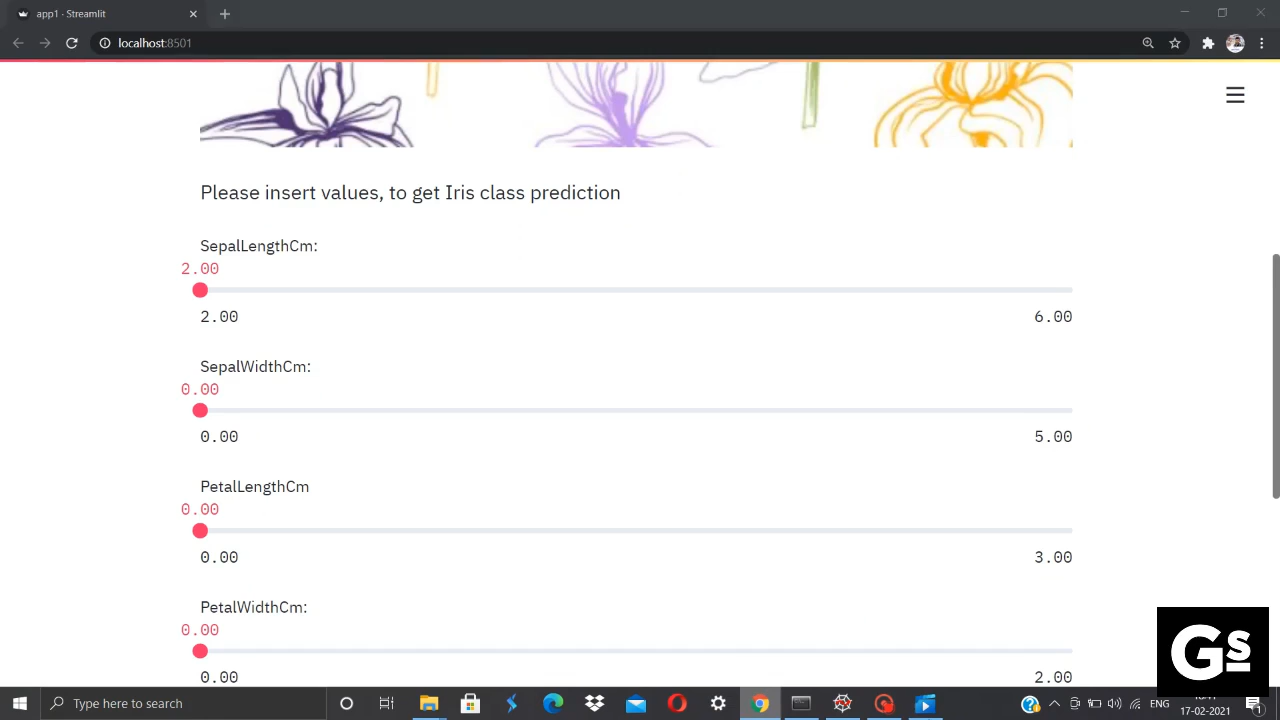 app1 - Streamlit
localhost:8501
Please insert values, to get Iris class prediction
SepalLengthCm:
2.00
2.00 6.00
SepalWidthCm:
0.00
0.00 5.00
PetalLengthCm
0.00
0.00 3.00
PetalWidthCm:
0.00
0.00 2.00
Gs
Type here to search
ENG
17-02-2021